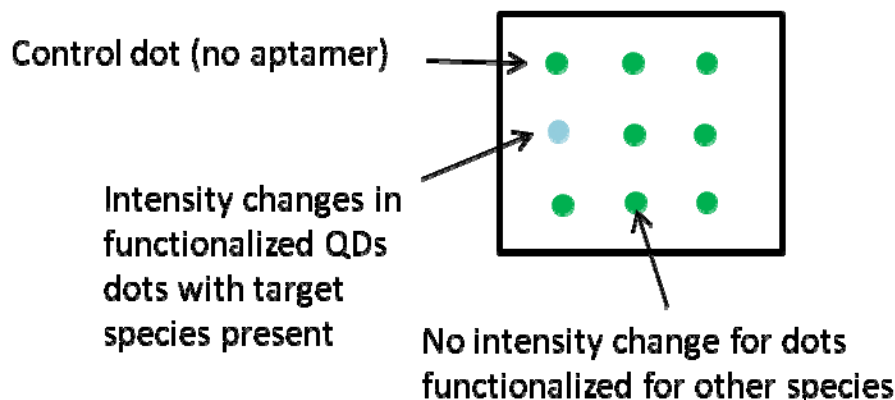 Control dot (no aptamer)
Intensity changes in
functionalized QDs
dots with target
species present
No intensity change for dots
functionalized for other species